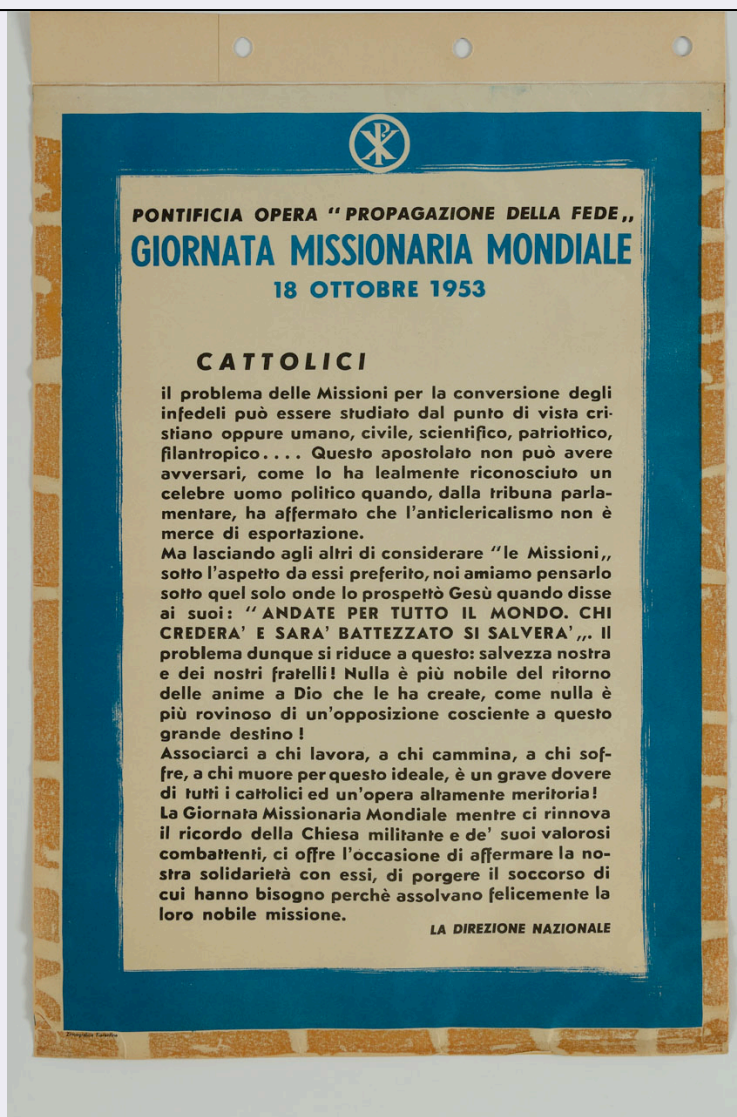 PONTIFICIA OPERA “PROPAGAZIONE DELLA FEDE„
GIORNATA MISSIONARIA MONDIALE
18 OTTOBRE 1953
CATTOLICI
il problema delle Missioni per la conversione degli
infedeli può essere studiato dal punto di vista cri-
stiano oppure umano, civile, scientifico, patriottico,
filantropico.... Questo apostolato non può avere
avversari, come lo ha lealmente riconosciuto un
celebre uomo politico quando, dalla tribuna parla-
mentare, ha affermato che l'anticlericalismo non è
merce di esportazione.
Ma lasciando agli altri di considerare “le Missioni„
sotto l'aspetto da essi preferito, noi amiamo pensarlo
sotto quel solo onde lo prospettò Gesù quando disse
ai suoi: “ANDATE PER TUTTO IL MONDO. CHI
CREDERA' E SARA' BATTEZZATO SI SALVERA'„. Il
problema dunque si riduce a questo: salvezza nostra
e dei nostri fratelli! Nulla è più nobile del ritorno
delle anime a Dio che le ha create, come nulla è
più rovinoso di un'opposizione cosciente a questo
grande destino !
Associarci a chi lavora, a chi cammina, a chi sof-
fre, a chi muore per questo ideale, è un grave dovere
di tutti i cattolici ed un'opera altamente meritoria!
La Giornata Missionaria Mondiale mentre ci rinnova
il ricordo della Chiesa militante e de' suoi valorosi
combattenti, ci offre l'occasione di affermare la no-
stra solidarietà con essi, di porgere il soccorso di
cui hanno bisogno perchè assolvano felicemente la
loro nobile missione.
LA DIREZIONE NAZIONALE